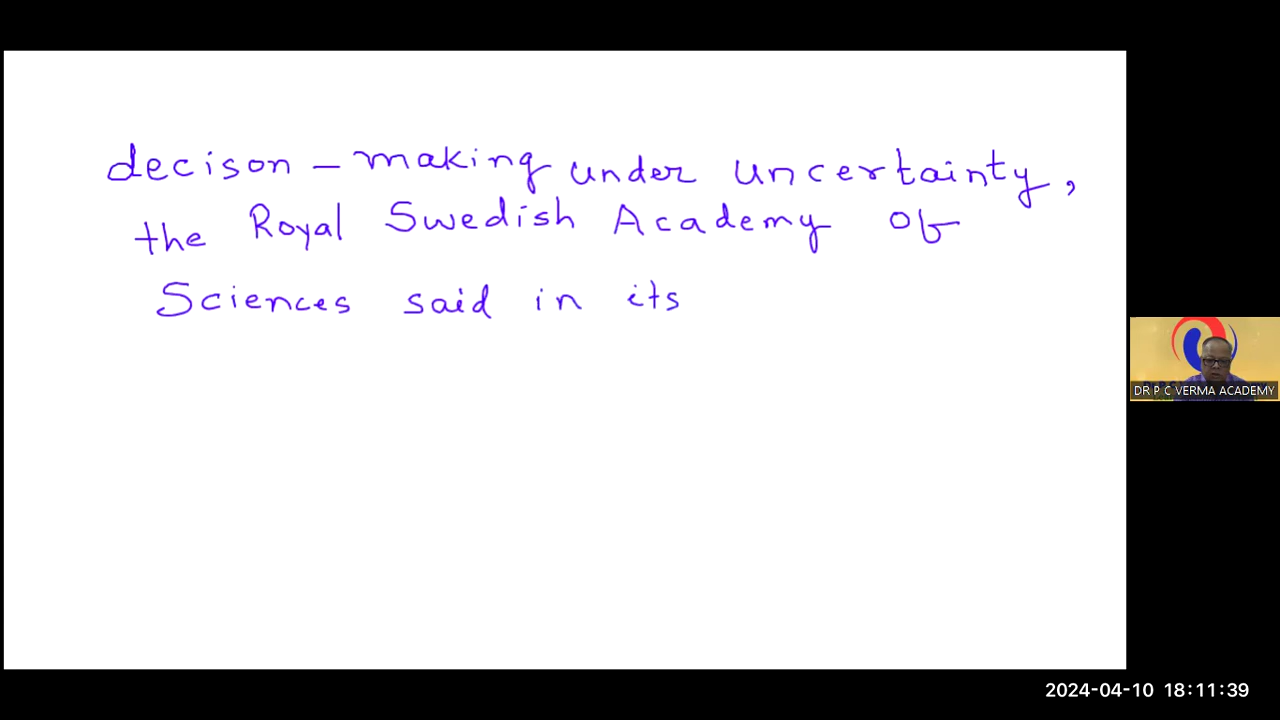 decison - making under uncertainty,
the Royal Swedish Academy of
Sciences said in its
DR P C VERMA ACADEMY
2024-04-10 18:11:39